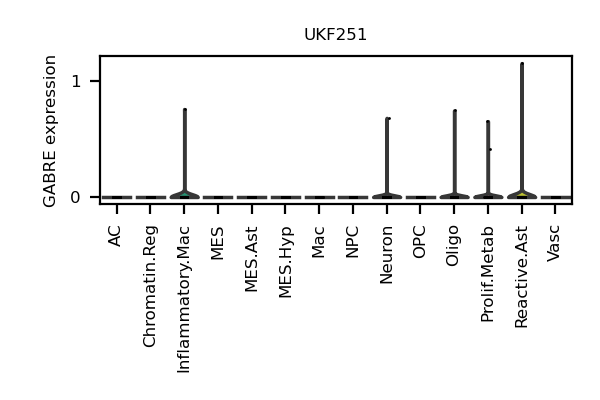 UKF251
GABRE expression
1
0
AC
Chromatin.Reg
Inflammatory.Mac
MES
MES.Ast
MES.Hyp
Mac
NPC
Neuron
OPC
Oligo
Prolif.Metab
Reactive.Ast
Vasc